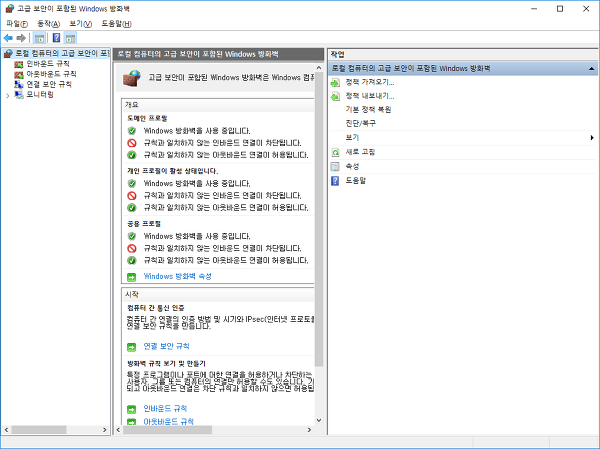 고급 보안이 포함된 Windows 방화벽
파일(F) 동작(A) 보기(V) 도움말(H)
로컬 컴퓨터의 고급 보안이 포
인바운드 규칙
아웃바운드 규칙
연결 보안 규칙
모니터링
로컬 컴퓨터의 고급 보안이 포함된 Windows 방화벽
고급 보안이 포함된 Windows 방화벽은 Windows 컴퓨
개요
도메인 프로필
Windows 방화벽을 사용 중입니다.
규칙과 일치하지 않는 인바운드 연결이 차단됩니다.
규칙과 일치하지 않는 아웃바운드 연결이 허용됩니다.
개인 프로필이 활성 상태입니다.
Windows 방화벽을 사용 중입니다.
규칙과 일치하지 않는 인바운드 연결이 차단됩니다.
규칙과 일치하지 않는 아웃바운드 연결이 허용됩니다.
공용 프로필
Windows 방화벽을 사용 중입니다.
규칙과 일치하지 않는 인바운드 연결이 차단됩니다.
규칙과 일치하지 않는 아웃바운드 연결이 허용됩니다.
Windows 방화벽 속성
시작
컴퓨터 간 통신 인증
컴퓨터 간 연결의 인증 방법 및 시기와 IPsec(인터넷 프로토콜
연결 보안 규칙을 만듭니다.
연결 보안 규칙
방화벽 규칙 보기 및 만들기
특정 프로그램이나 포트에 대한 연결을 허용하거나 차단하는
사용자, 그룹 또는 컴퓨터의 연결만 허용할 수도 있습니다. 기
되고 아웃바운드 연결은 차단 규칙과 일치하지 않으면 허용됩
인바운드 규칙
아웃바운드 규칙
작업
로컬 컴퓨터의 고급 보안이 포함된 Windows 방화벽
정책 가져오기...
정책 내보내기...
기본 정책 복원
진단/복구
보기
새로 고침
속성
도움말